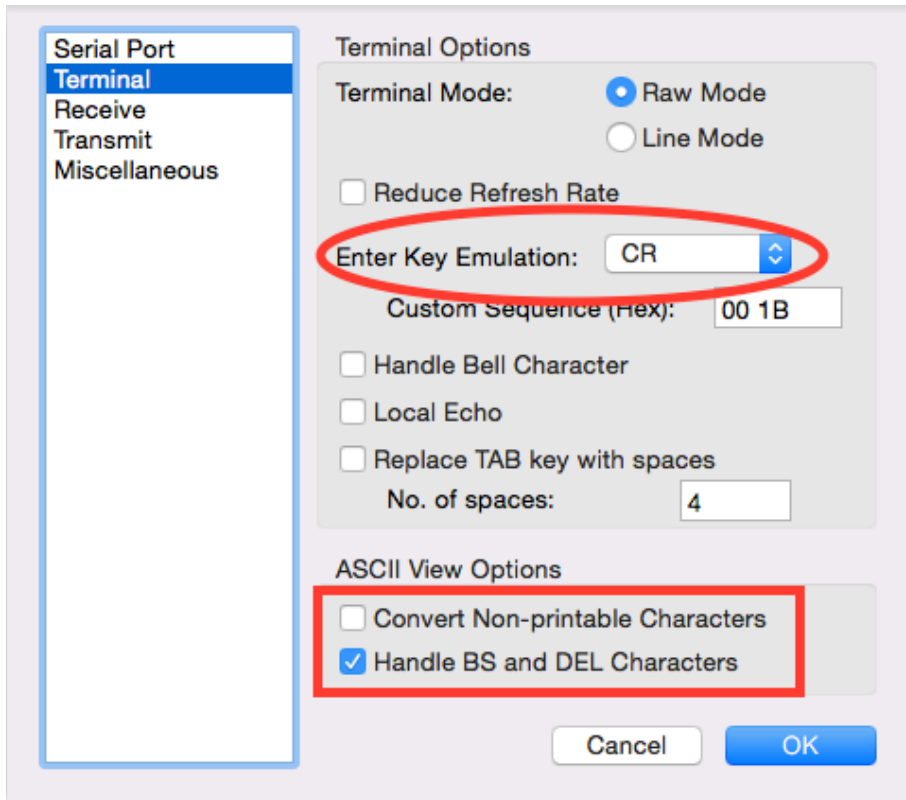 Serial Port
Terminal
Receive
Transmit
Miscellaneous
Terminal Options
Terminal Mode:
Raw Mode
Line Mode
Reduce Refresh Rate
Enter Key Emulation: CR
Custom Sequence (Hex): 00 1B
Handle Bell Character
Local Echo
Replace TAB key with spaces
No. of spaces: 4
ASCII View Options
Convert Non-printable Characters
Handle BS and DEL Characters
Cancel OK